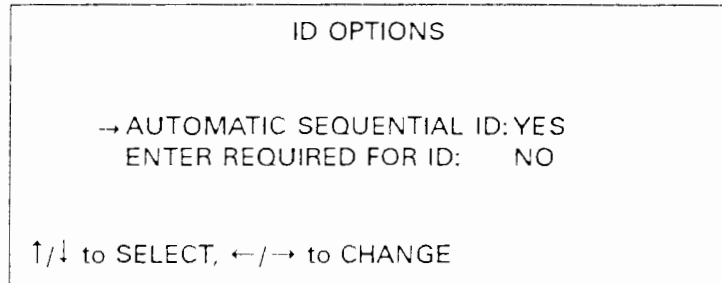 ID OPTIONS
→ AUTOMATIC SEQUENTIAL ID: YES
ENTER REQUIRED FOR ID: NO
↑/↓ to SELECT, ←/→ to CHANGE